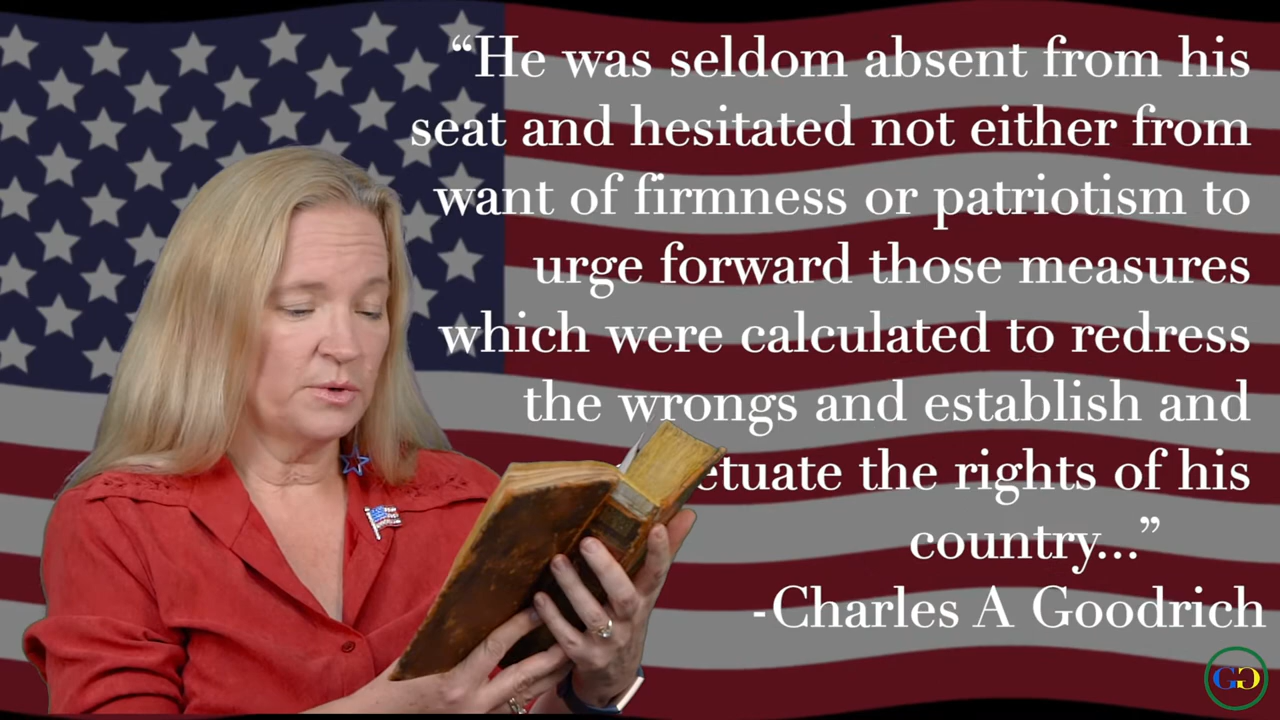 “He was seldom absent from his
seat and hesitated not either from
want of firmness or patriotism to
urge forward those measures
which were calculated to redress
the wrongs and establish and
etuate the rights of his
country...”
-Charles A Goodrich
GG